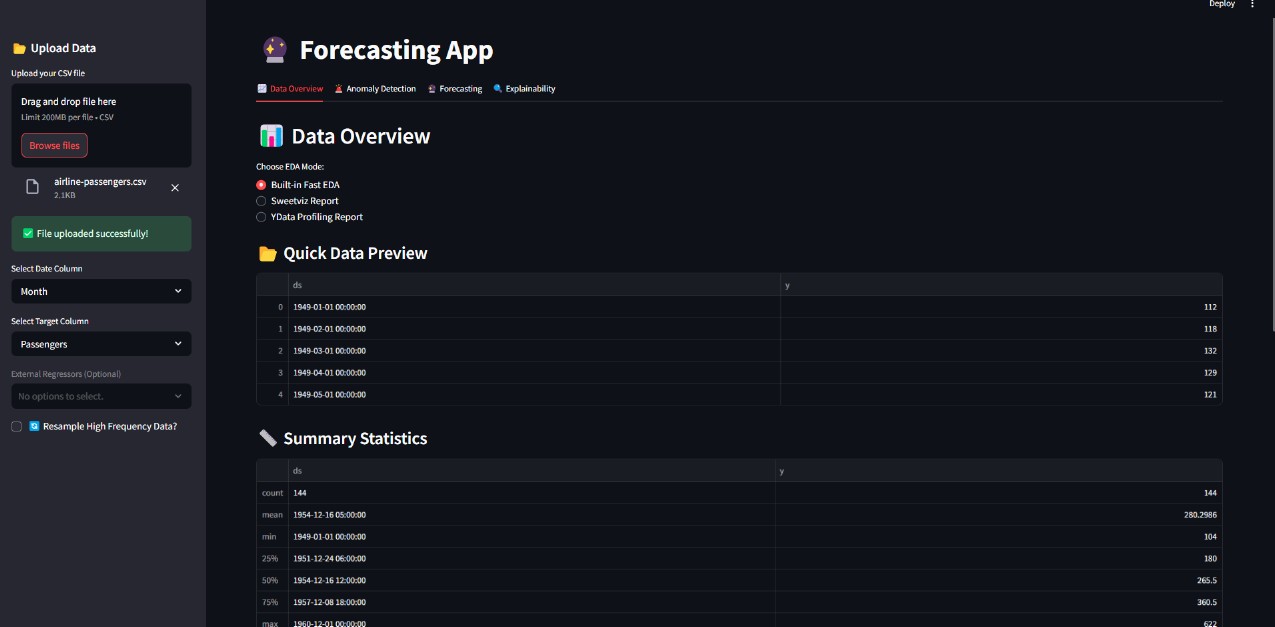 Deploy
Upload Data
Upload your CSV file
Drag and drop file here
Limit 200MB per file • CSV
Browse files
airline-passengers.csv
2.1KB
File uploaded successfully!
Select Date Column
Month
Select Target Column
Passengers
External Regressors (Optional)
No options to select.
Resample High Frequency Data?
Forecasting App
Data Overview Anomaly Detection Forecasting Explainability
Data Overview
Choose EDA Mode:
Built-in Fast EDA
Sweetviz Report
YData Profiling Report
Quick Data Preview
ds y
0 1949-01-01 00:00:00 112
1 1949-02-01 00:00:00 118
2 1949-03-01 00:00:00 132
3 1949-04-01 00:00:00 129
4 1949-05-01 00:00:00 121
Summary Statistics
ds y
count 144 144
mean 1954-12-16 05:00:00 280.2986
min 1949-01-01 00:00:00 104
25% 1951-12-24 06:00:00 180
50% 1954-12-16 12:00:00 265.5
75% 1957-12-08 18:00:00 360.5
max 1960-12-01 00:00:00 622